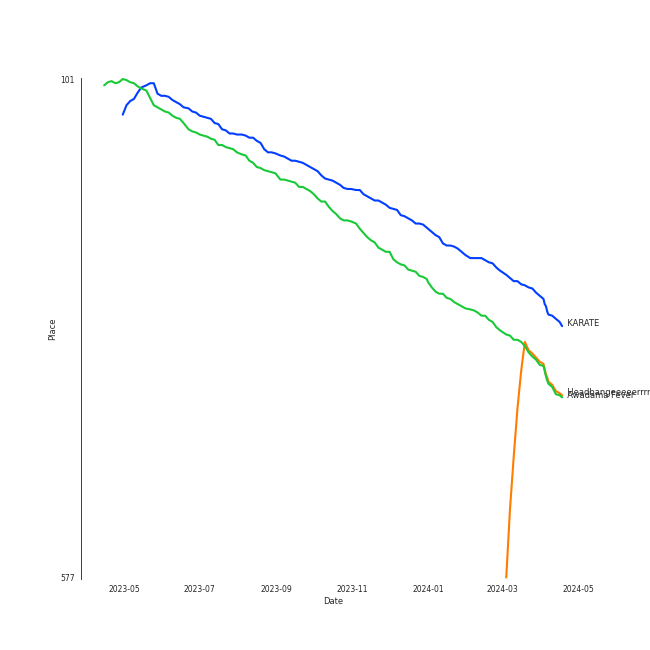 101
KARATE
Place
Headbangeeeeerrrr
Awadama Fever
577
2023-05 2023-07 2023-09 2023-11 2024-01 2024-03 2024-05
Date